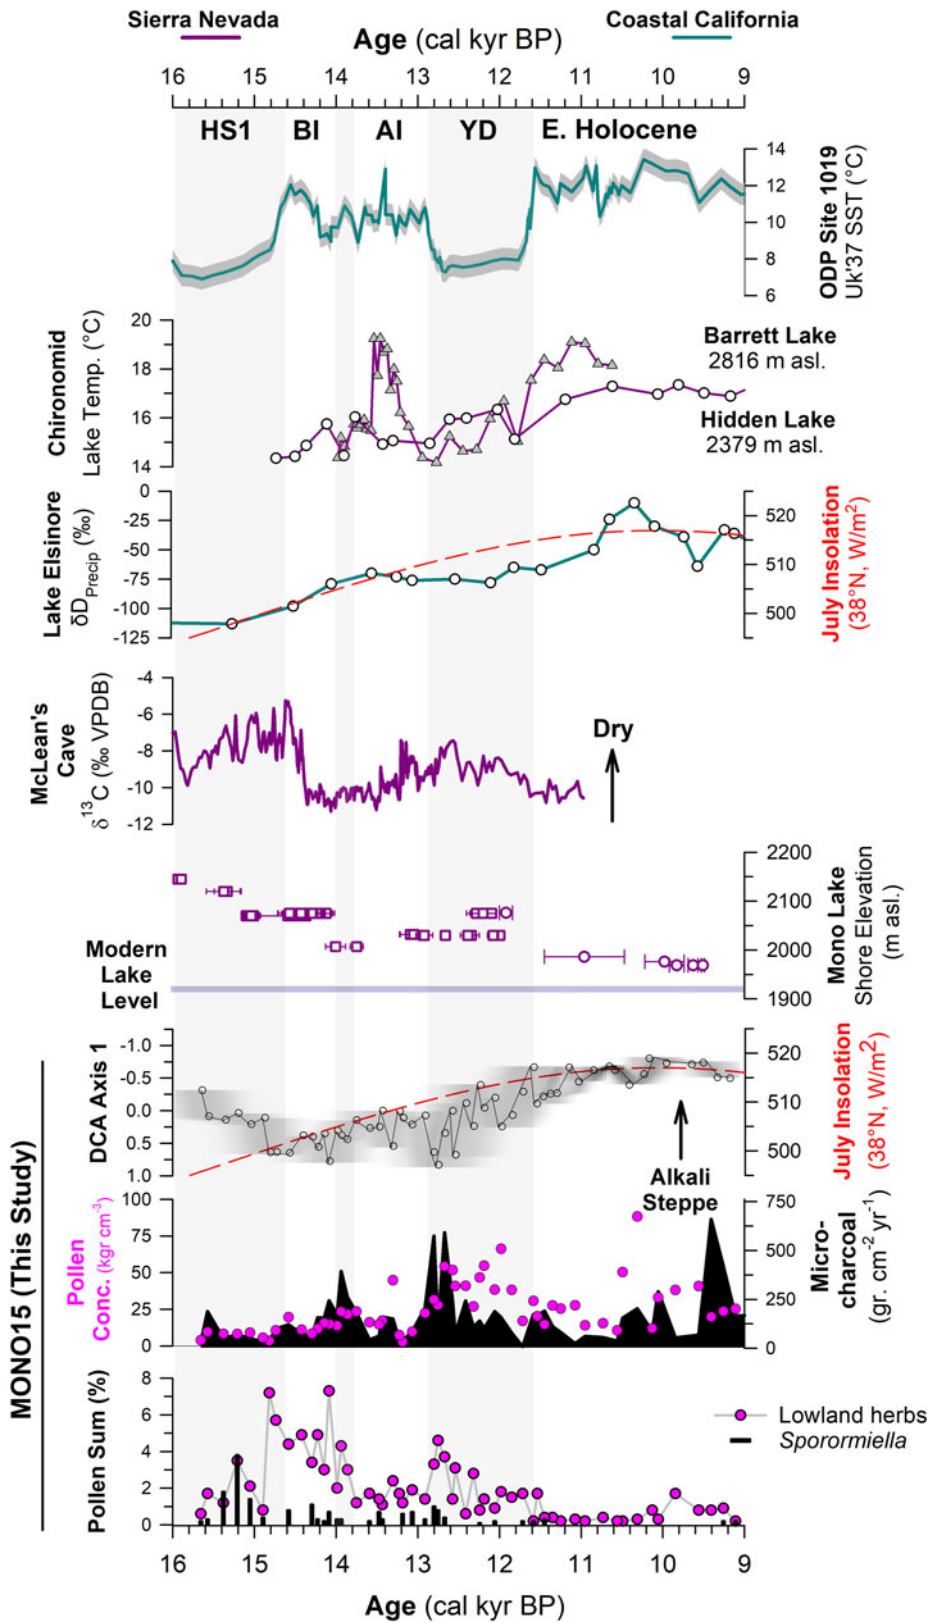 Sierra Nevada
Coastal California
Age (cal kyr BP)
16 15 14 13 12 11 10 9
HS1 Bl Al YD E. Holocene
14
12
10
8
6
ODP Site 1019
Uk'37 SST (°C)
20
18
16
14
Chironomid
Lake Temp. (°C)
Barrett Lake
2816 m asl.
Hidden Lake
2379 m asl.
0
-25
-50
-75
-100
-125
Lake Elsinore
δD Precip (‰)
520
510
500
July Insolation
(38°N, W/m²)
-4
-6
-8
-10
-12
McLean's
Cave
δ ¹³C (‰ VPDB)
Dry
2200
2100
2000
1900
Mono Lake
Shore Elevation
(m asl.)
Modern
Lake
Level
MONO15 (This Study)
-1.0
-0.5
0.0
0.5
1.0
DCA Axis 1
520
510
500
July Insolation
(38°N, W/m2)
Alkali
Steppe
100
75
50
25
0
Pollen
Conc. (kgr cm⁻³)
750
500
250
0
Micro-
charcoal
(gr. cm⁻² yr⁻¹)
8
6
4
2
0
Pollen Sum (%)
Lowland herbs
Sporormiella
16 15 14 13 12 11 10 9
Age (cal kyr BP)